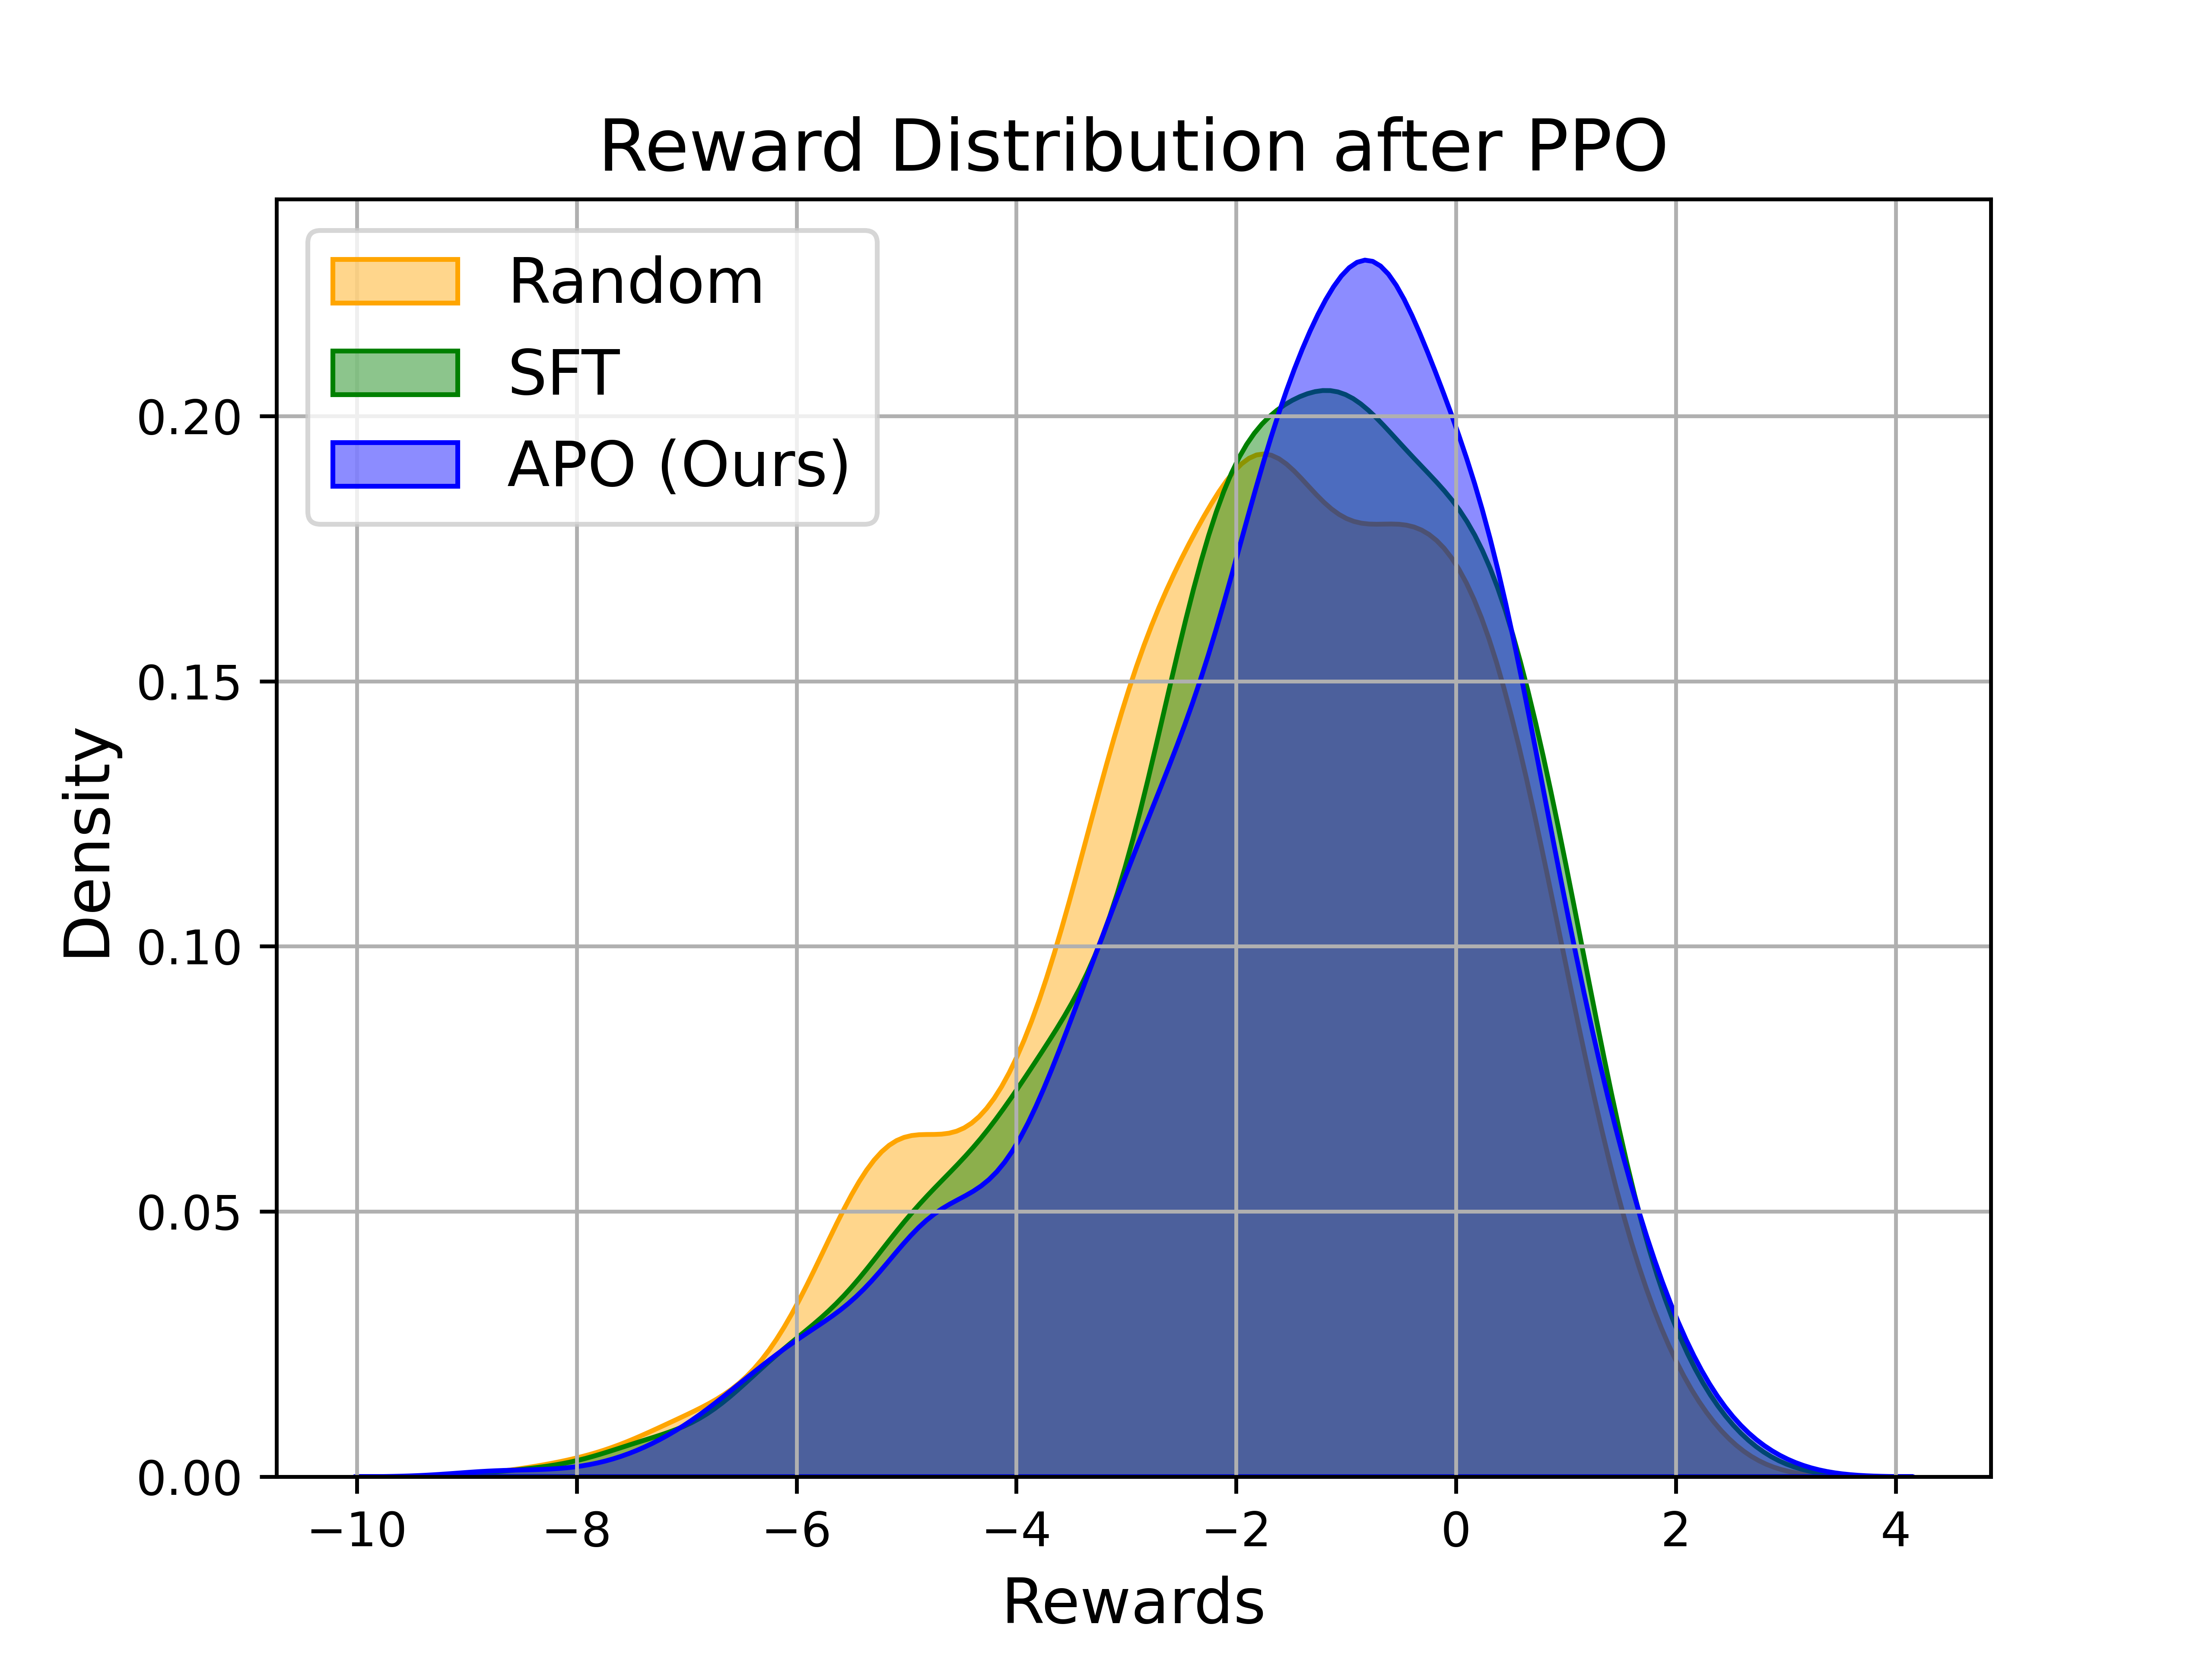 Reward Distribution after PPO
Random
SFT
APO (Ours)
0.20
0.15
0.10
0.05
0.00
Density
−10 −8 −6 −4 −2 0 2 4
Rewards